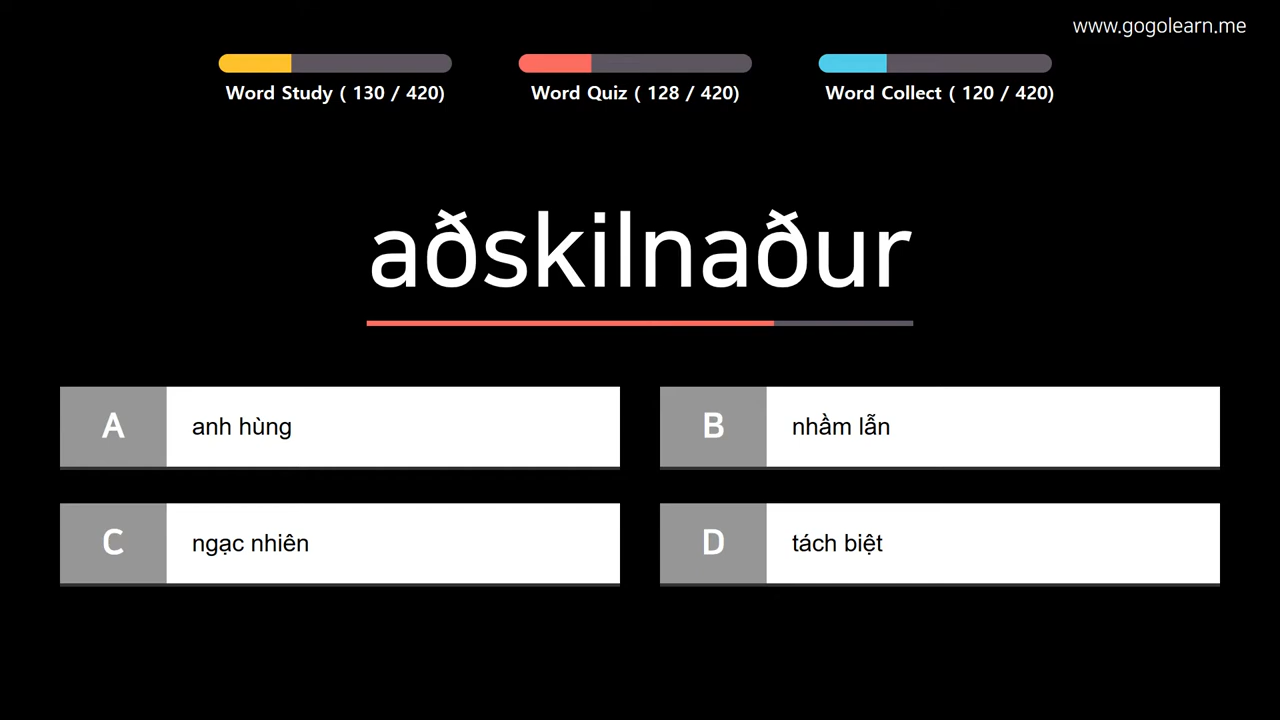 www.gogolearn.me
Word Study ( 130 / 420)
Word Quiz ( 128 / 420)
Word Collect ( 120 / 420)
aðskilnaður
A
anh hùng
B
nhầm lẫn
C
ngạc nhiên
D
tách biệt